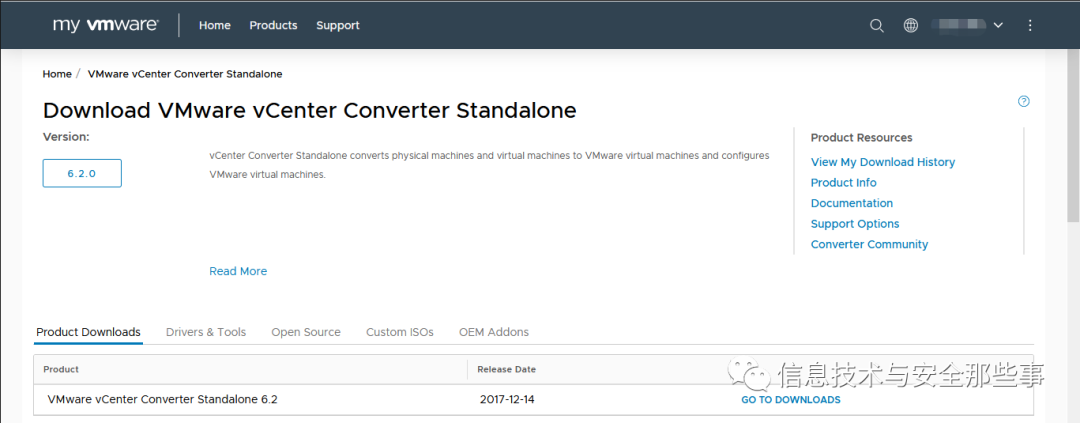 my vmware Home Products Support
Home / VMware vCenter Converter Standalone
Download VMware vCenter Converter Standalone
Version:
6.2.0
vCenter Converter Standalone converts physical machines and virtual machines to VMware virtual machines and configures
VMware virtual machines.
Read More
Product Resources
View My Download History
Product Info
Documentation
Support Options
Converter Community
Product Downloads Drivers & Tools Open Source Custom ISOs OEM Addons
Product Release Date
VMware vCenter Converter Standalone 6.2 2017-12-14 GO TO DOWNLOADS
信息技术与安全那些事